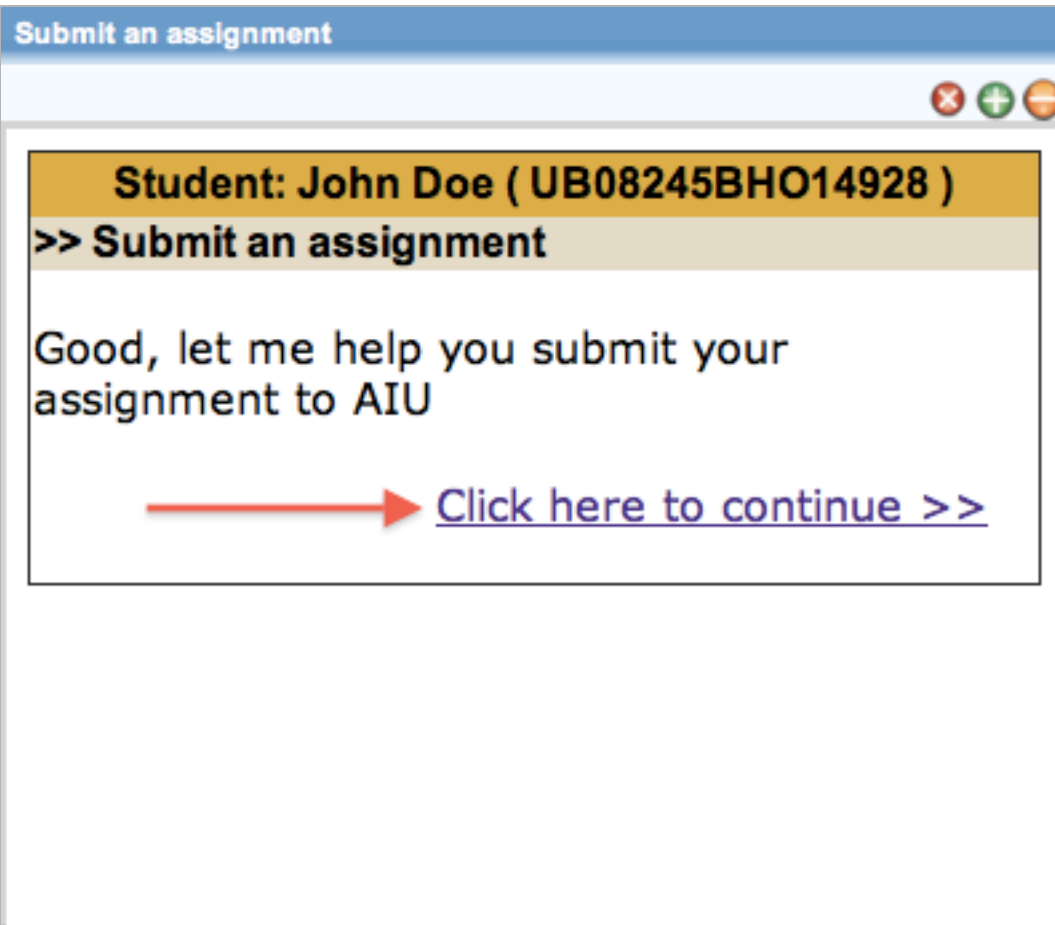 Submit an assignment
Student: John Doe ( UB08245BHO14928 )
>> Submit an assignment
Good, let me help you submit your
assignment to AIU
Click here to continue >>